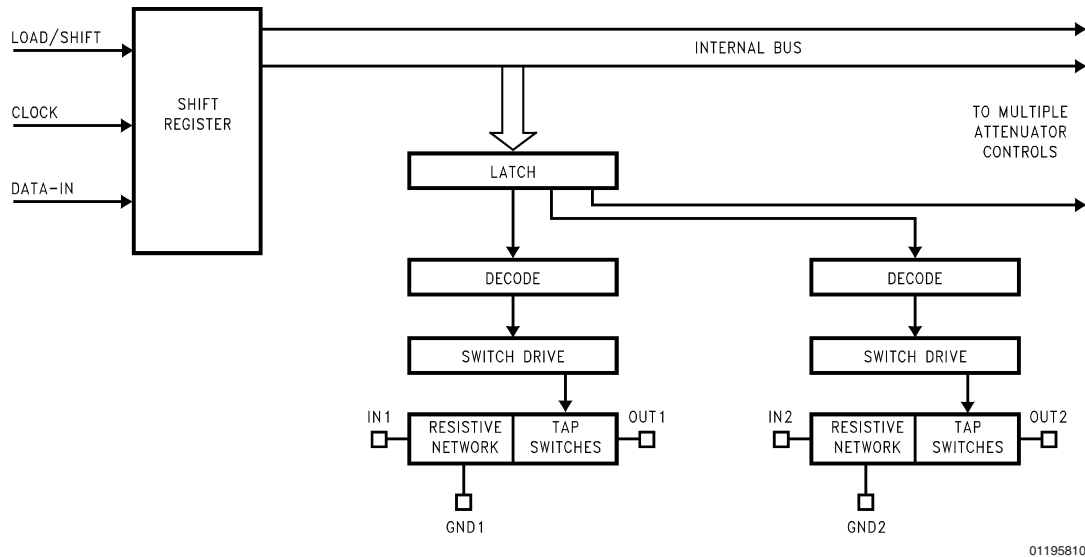 LOAD/SHIFT
CLOCK
DATA-IN
SHIFT
REGISTER
INTERNAL BUS
TO MULTIPLE
ATTENUATOR
CONTROLS
LATCH
DECODE
DECODE
SWITCH DRIVE
SWITCH DRIVE
IN1
RESISTIVE
NETWORK
TAP
SWITCHES
OUT1
GND1
IN2
RESISTIVE
NETWORK
TAP
SWITCHES
OUT2
GND2
01195810